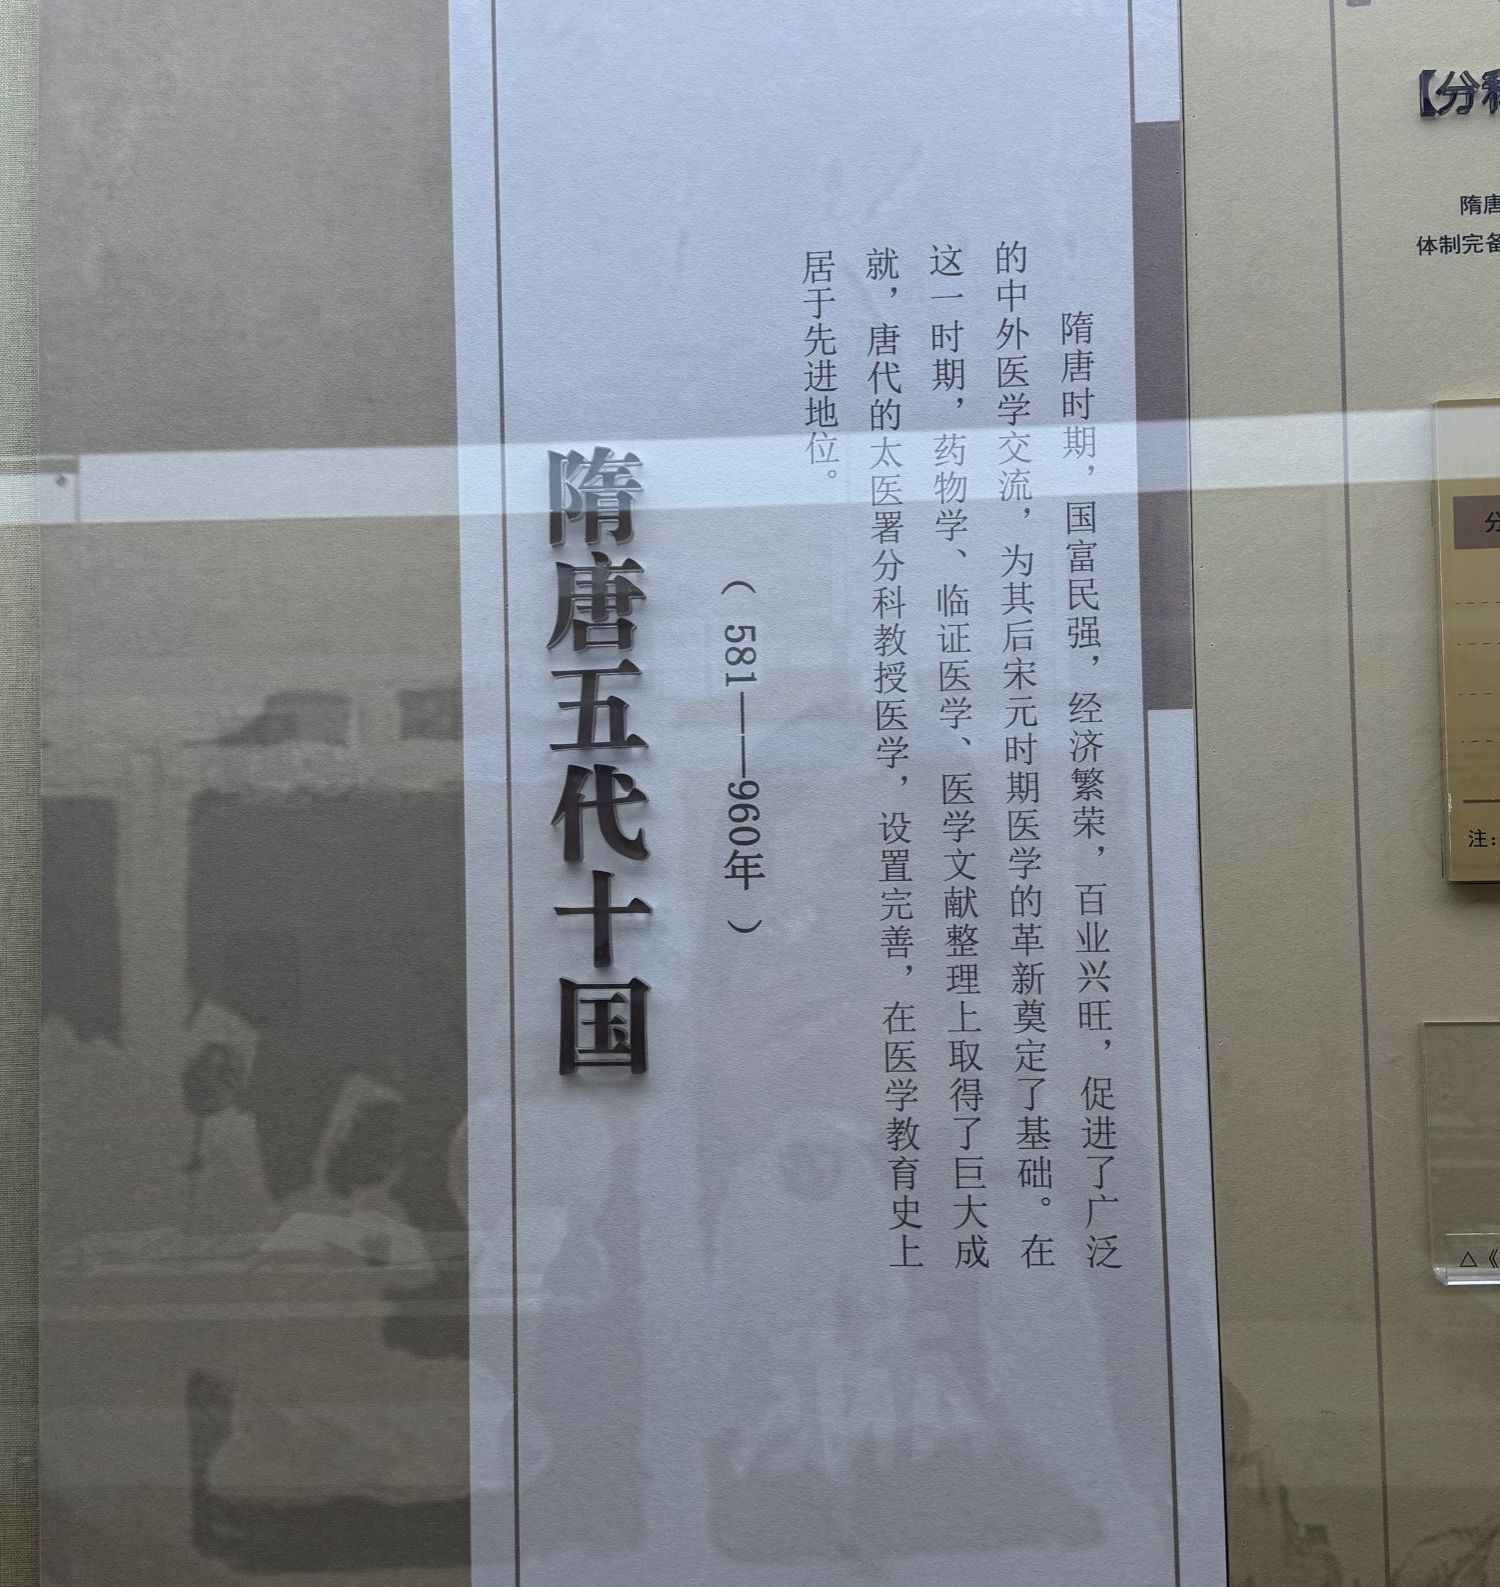 隋唐五代十国
（581——960年）
隋唐时期，国富民强，经济繁荣，百业兴旺，促进了广泛
的中外医学交流，为其后宋元时期医学的革新奠定了基础。在
这一时期，药物学、临证医学、医学文献整理上取得了巨大成
就，唐代的太医署分科教授医学，设置完善，在医学教育史上
居于先进地位。
【分科
隋唐
体制完备
分
注：
△《